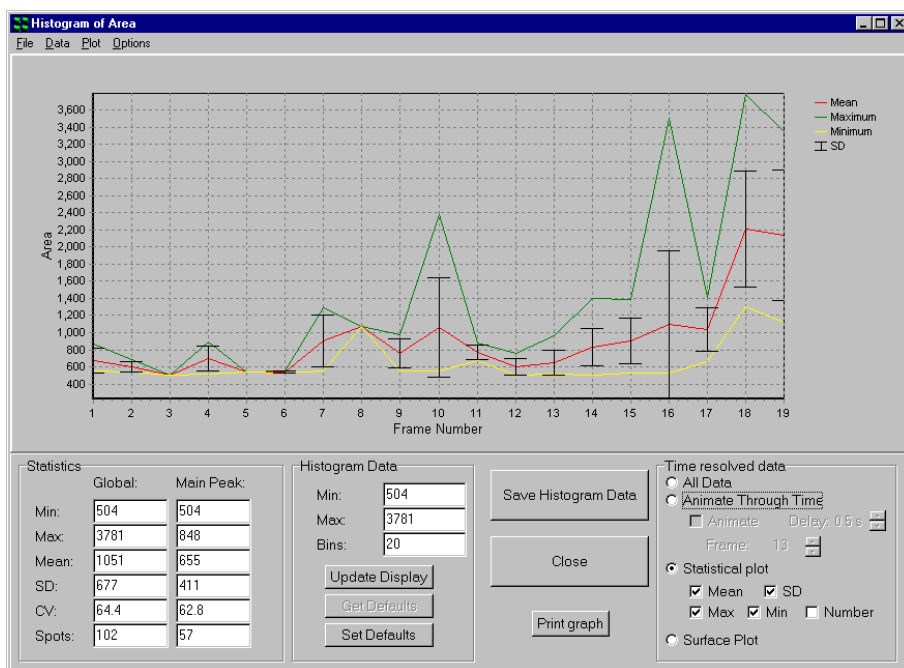 Histogram of Area
File Data Plot Options
3,600
3,400
3,200
3,000
2,800
2,600
2,400
2,200
2,000
1,800
1,600
1,400
1,200
1,000
800
600
400
Area
1 2 3 4 5 6 7 8 9 10 11 12 13 14 15 16 17 18 19
Frame Number
Mean
Maximum
Minimum
SD
Statistics
Global: Main Peak:
Min: 504 504
Max: 3781 848
Mean: 1051 655
SD: 677 411
CV: 64.4 62.8
Spots: 102 57
Histogram Data
Min: 504
Max: 3781
Bins: 20
Update Display
Get Defaults
Set Defaults
Save Histogram Data
Close
Print graph
Time resolved data
All Data
Animate Through Time
Animate Delay: 0.5 s
Frame: 13
Statistical plot
Mean SD
Max Min Number
Surface Plot